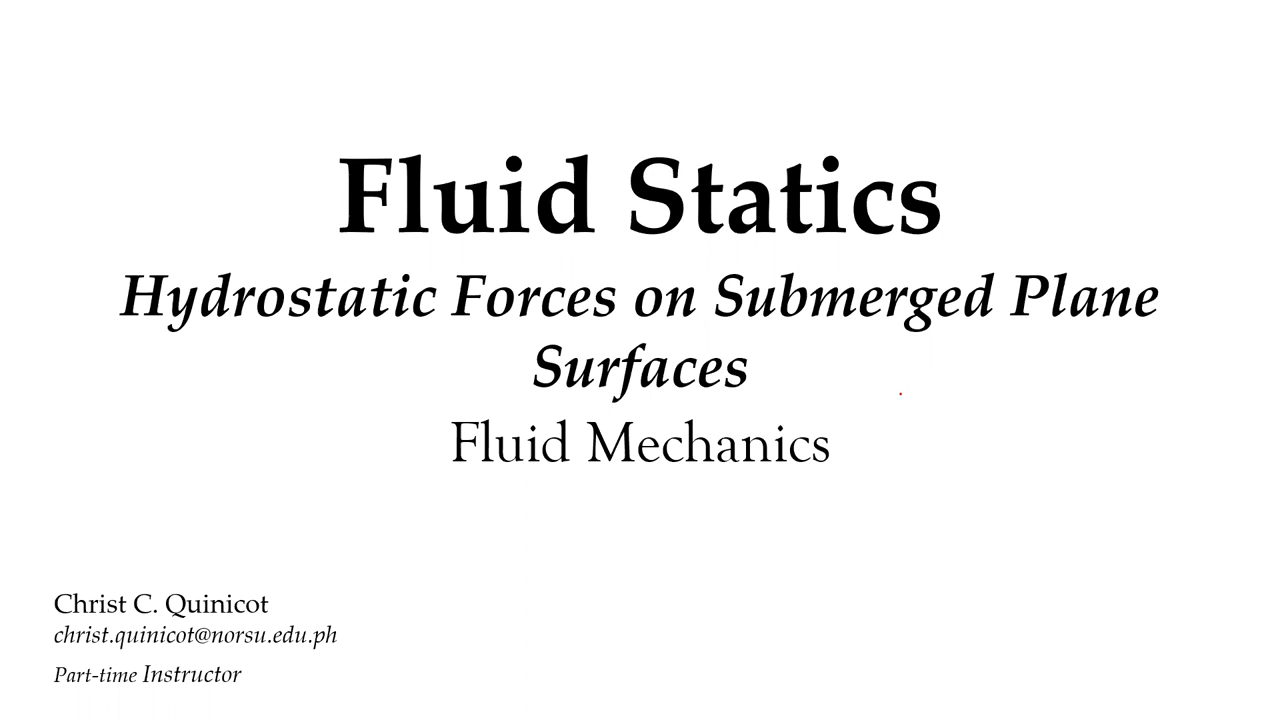 Fluid Statics
Hydrostatic Forces on Submerged Plane
Surfaces
Fluid Mechanics
Christ C. Quinicot
christ.quinicot@norsu.edu.ph
Part-time Instructor